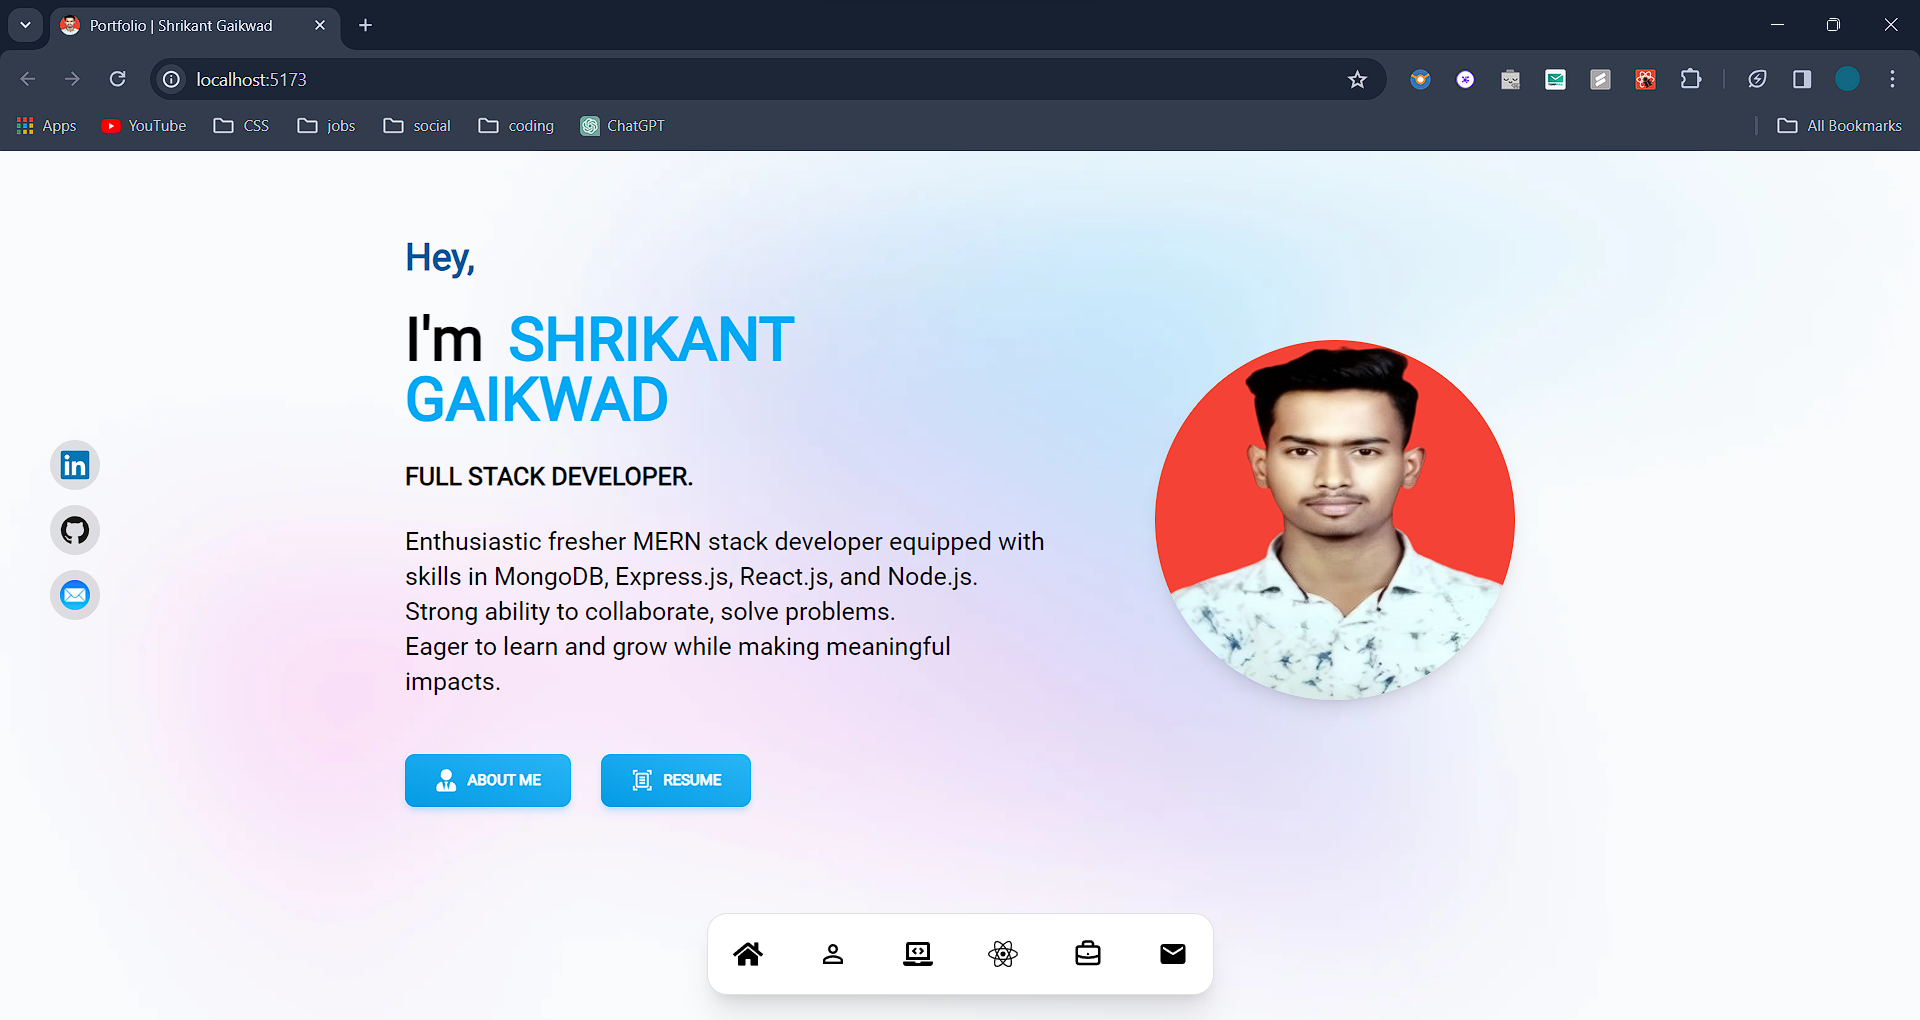 Portfolio | Shrikant Gaikwad
localhost:5173
Apps YouTube CSS jobs social coding ChatGPT All Bookmarks
Hey,
I'm SHRIKANT
GAIKWAD
FULL STACK DEVELOPER.
Enthusiastic fresher MERN stack developer equipped with
skills in MongoDB, Express.js, React.js, and Node.js.
Strong ability to collaborate, solve problems.
Eager to learn and grow while making meaningful
impacts.
in
ABOUT ME RESUME